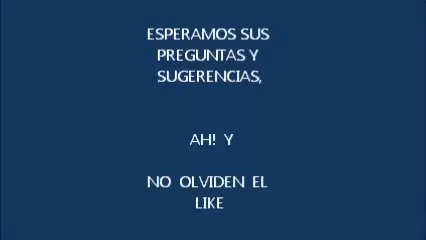 ESPERAMOS SUS
PREGUNTAS Y
SUGERENCIAS,
AH! Y
NO OLVIDEN EL
LIKE